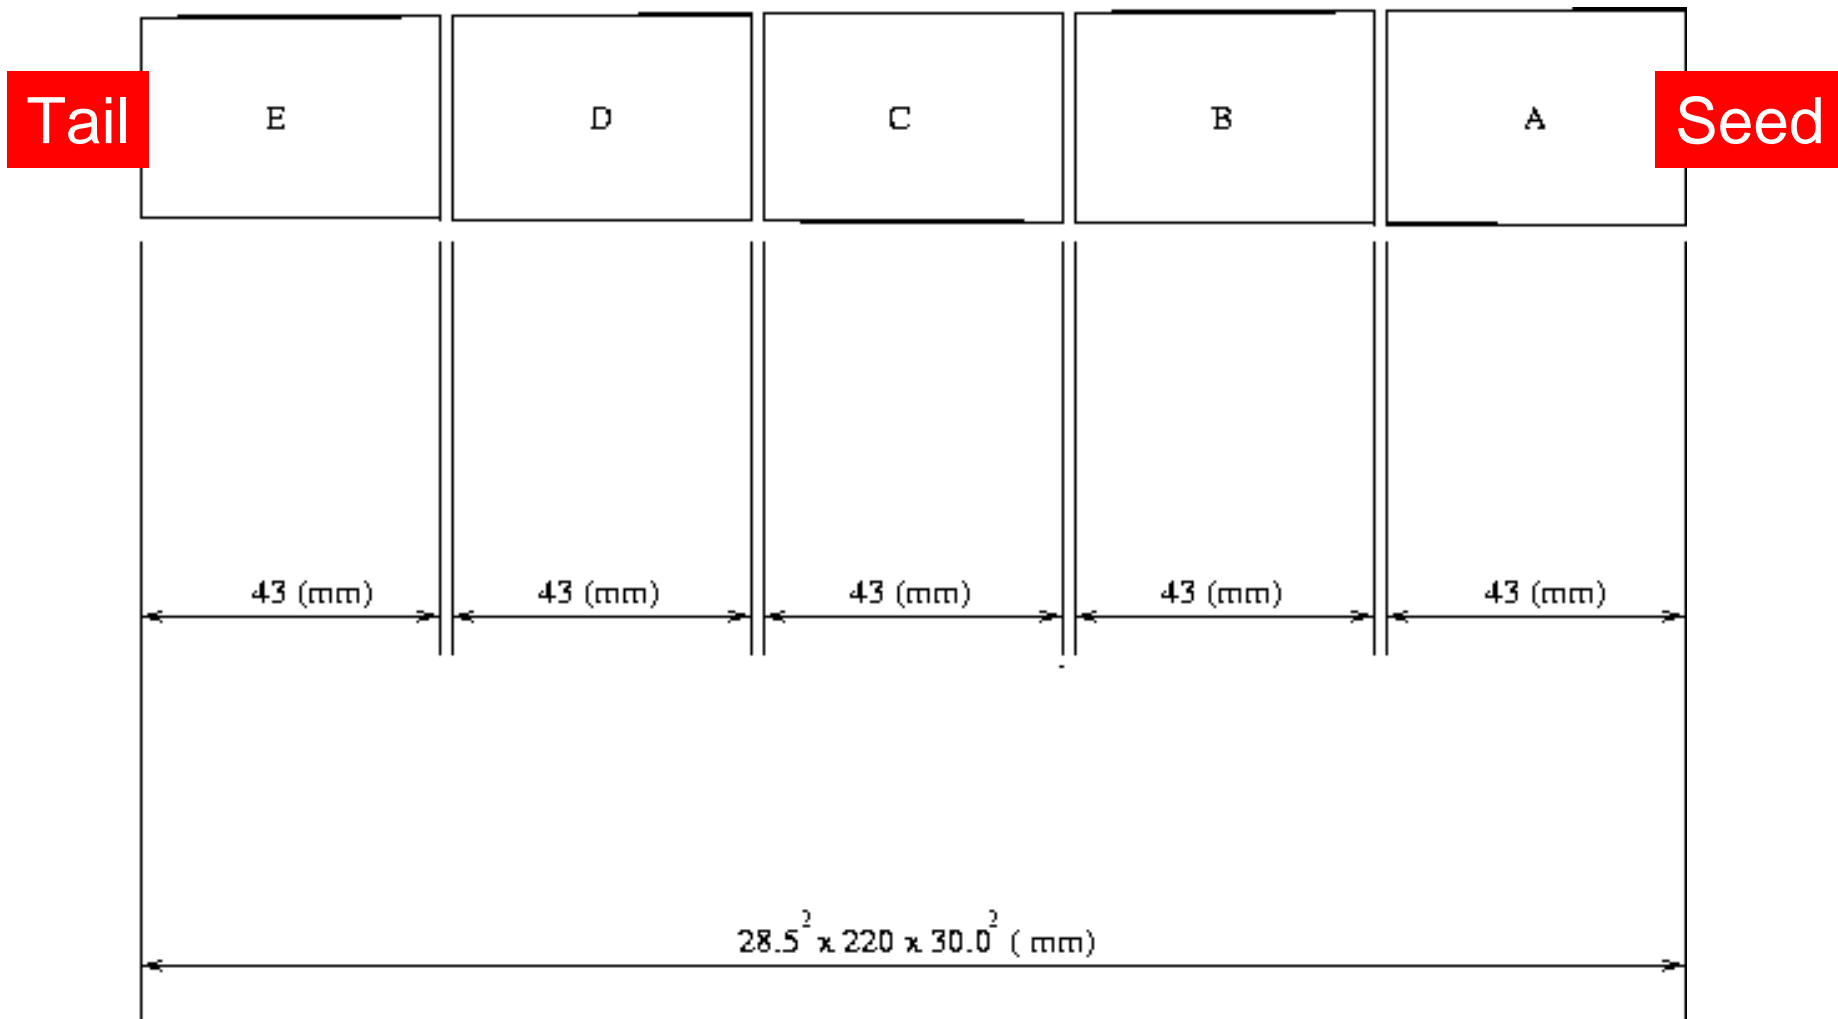 Tail E D C B A Seed
43 (mm) 43 (mm) 43 (mm) 43 (mm) 43 (mm)
28.5² x 220 x 30.0² ( mm)